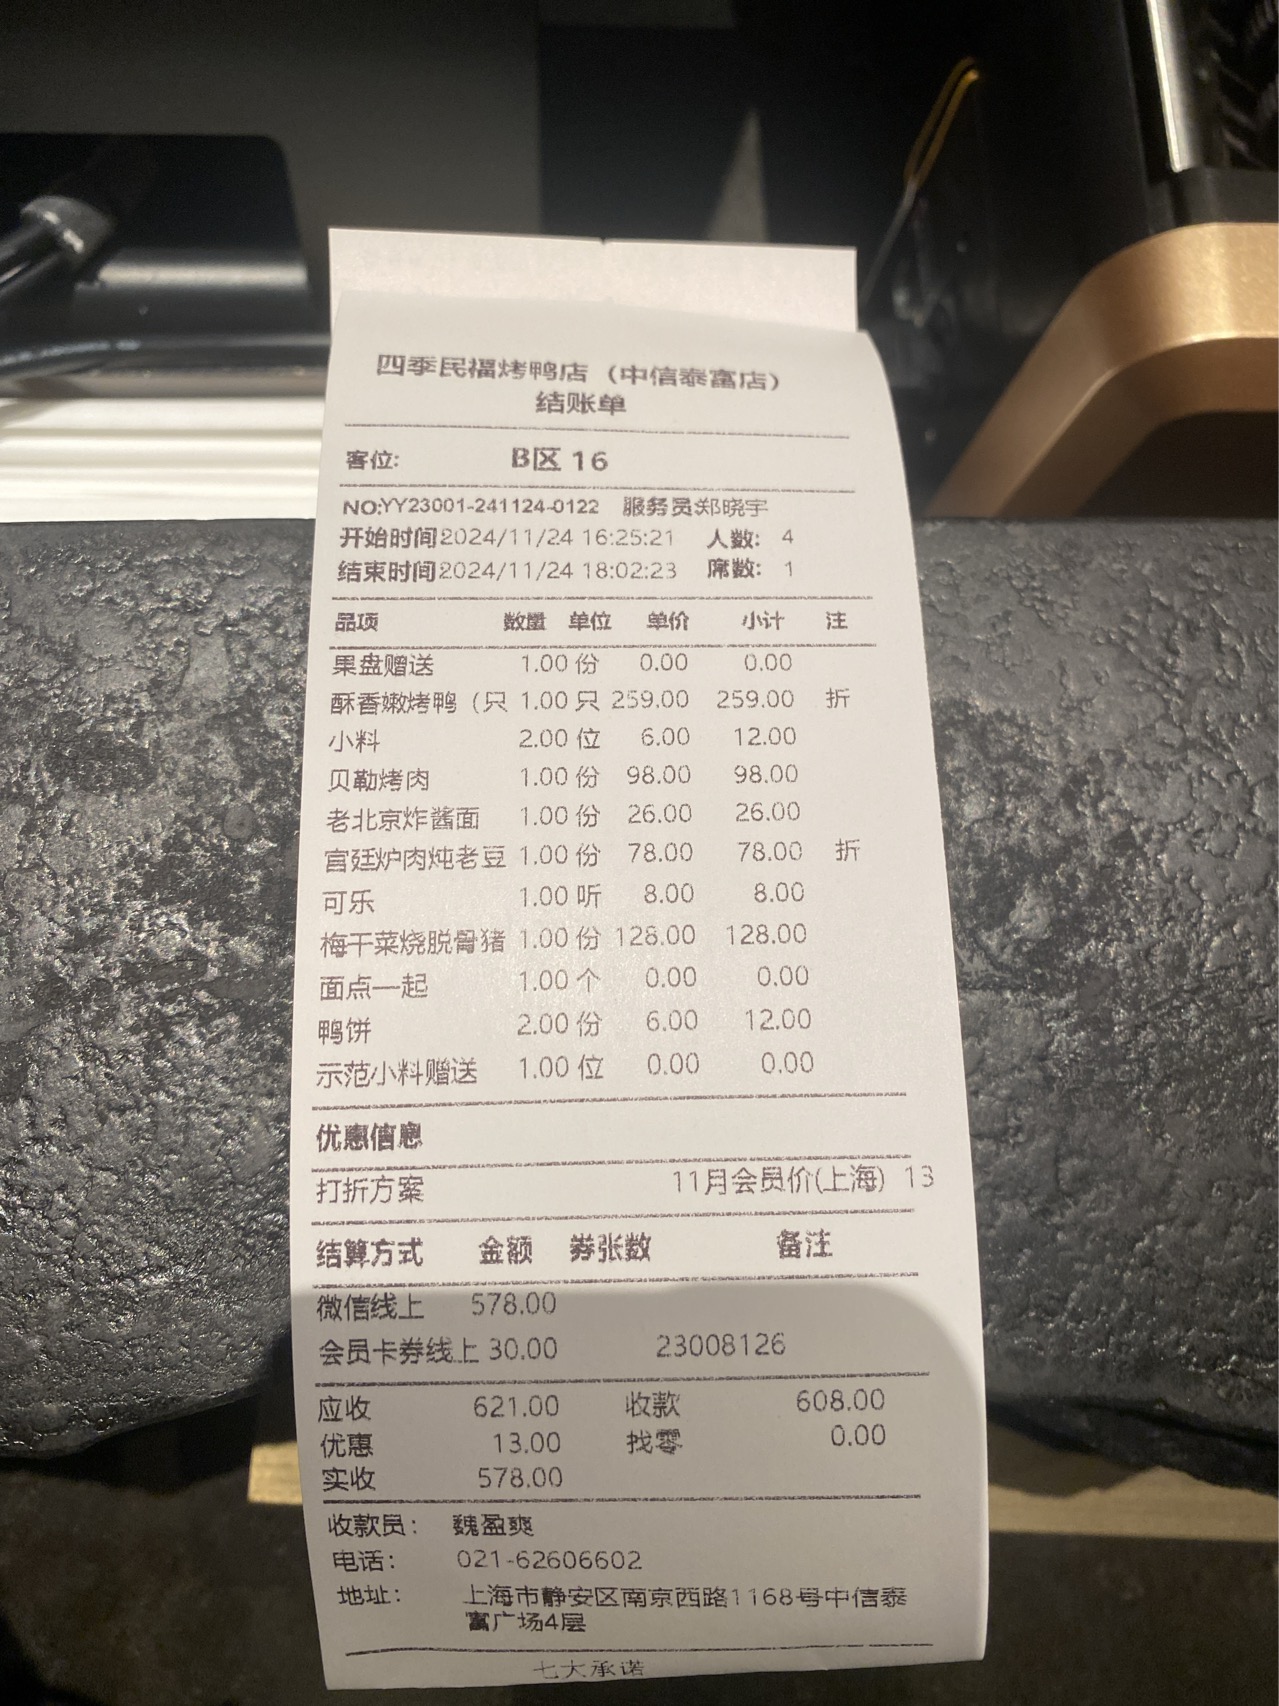 四季民福烤鸭店（中信泰富店）
结账单
客位: B区 16
NO:YY23001-241124-0122 服务员:郑晓宇
开始时间2024/11/24 16:25:21 人数: 4
结束时间2024/11/24 18:02:23 席数: 1
品项 数量 单位 单价 小计 注
果盘赠送 1.00 份 0.00 0.00
酥香嫩烤鸭（只 1.00 只 259.00 259.00 折
小料 2.00 位 6.00 12.00
贝勒烤肉 1.00 份 98.00 98.00
老北京炸酱面 1.00 份 26.00 26.00
宫廷炉肉炖老豆 1.00 份 78.00 78.00 折
可乐 1.00 听 8.00 8.00
梅干菜烧脱骨猪 1.00 份 128.00 128.00
面点一起 1.00 个 0.00 0.00
鸭饼 2.00 份 6.00 12.00
示范小料赠送 1.00 位 0.00 0.00
优惠信息
打折方案 11月会员价(上海) 13
结算方式 金额 券张数 备注
微信线上 578.00
会员卡券线上 30.00 23008126
应收 621.00 收款 608.00
优惠 13.00 找零 0.00
实收 578.00
收款员: 魏盈爽
电话: 021-62606602
地址: 上海市静安区南京西路1168号中信泰
富广场4层
七大承诺